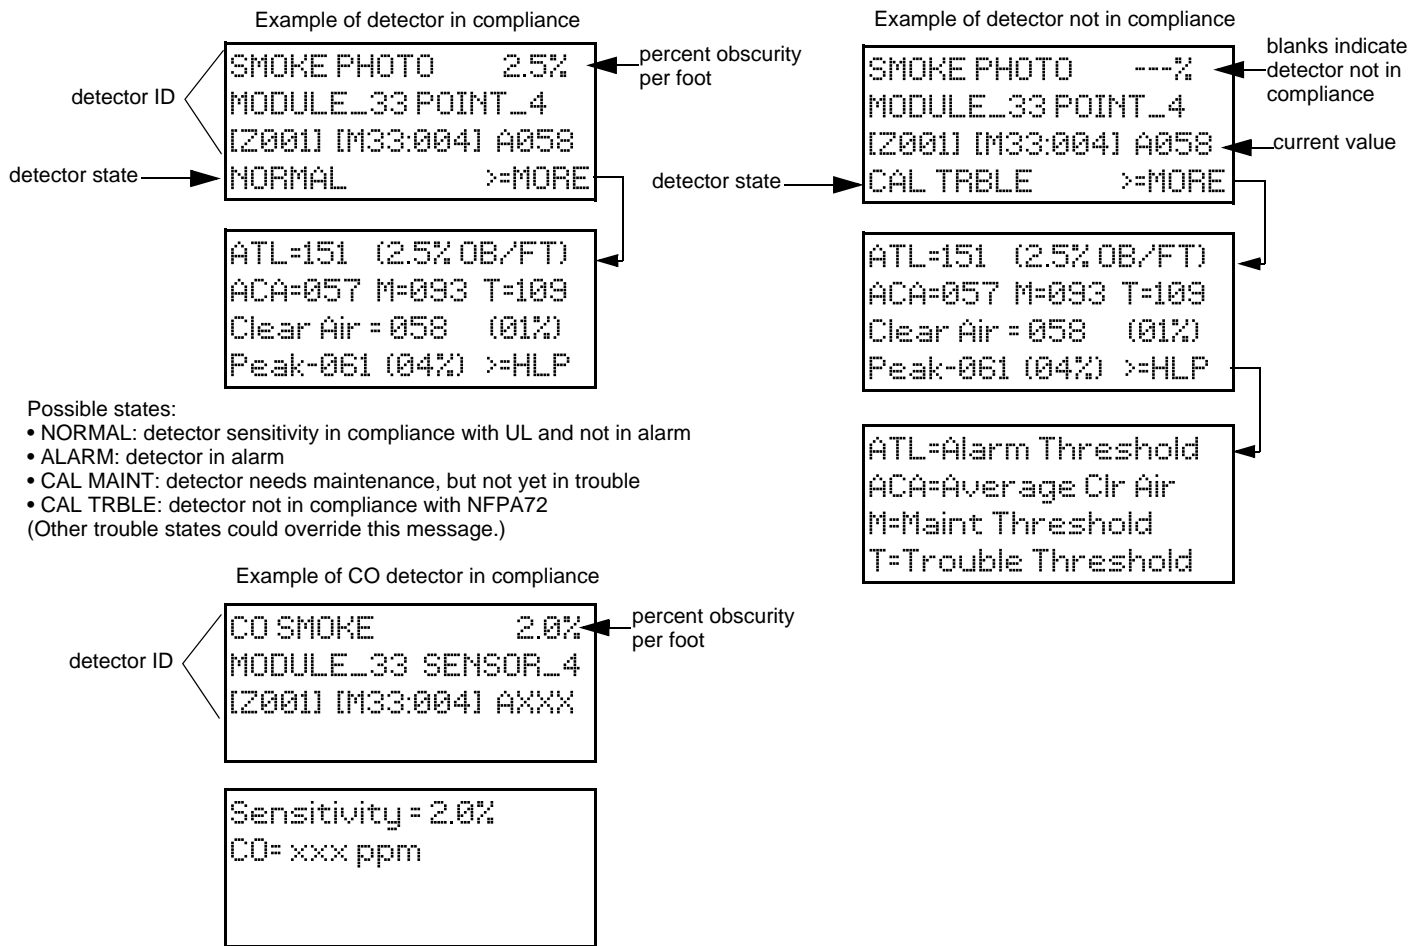 Example of detector in compliance
SMOKE PHOTO 2.5%
MODULE_33 POINT_4
[Z001] [M33:004] A058
NORMAL >=MORE
detector ID
detector state
percent obscurity
per foot
ATL=151 (2.5% OB/FT)
ACA=057 M=093 T=109
Clear Air = 058 (01%)
Peak-061 (04%) >=HLP
Example of detector not in compliance
SMOKE PHOTO ---%
MODULE_33 POINT_4
[Z001] [M33:004] A058
CAL TRBLE >=MORE
blanks indicate
detector not in
compliance
current value
detector state
ATL=151 (2.5% OB/FT)
ACA=057 M=093 T=109
Clear Air = 058 (01%)
Peak-061 (04%) >=HLP
ATL=Alarm Threshold
ACA=Average Clr Air
M=Maint Threshold
T=Trouble Threshold
Possible states:
• NORMAL: detector sensitivity in compliance with UL and not in alarm
• ALARM: detector in alarm
• CAL MAINT: detector needs maintenance, but not yet in trouble
• CAL TRBLE: detector not in compliance with NFPA72
(Other trouble states could override this message.)
Example of CO detector in compliance
CO SMOKE 2.0%
MODULE_33 SENSOR_4
[Z001] [M33:004] AXXX
detector ID
percent obscurity
per foot
Sensitivity = 2.0%
CO= xxx ppm